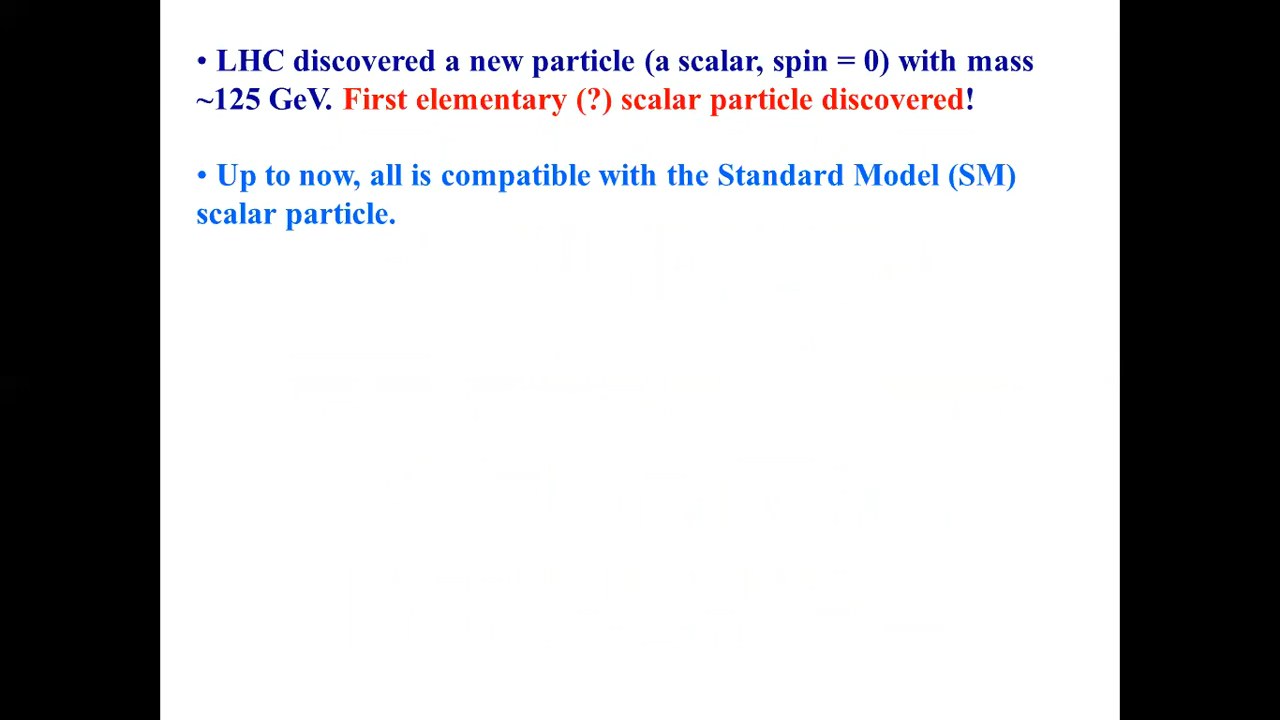 • LHC discovered a new particle (a scalar, spin = 0) with mass
~125 GeV. First elementary (?) scalar particle discovered!
• Up to now, all is compatible with the Standard Model (SM)
scalar particle.